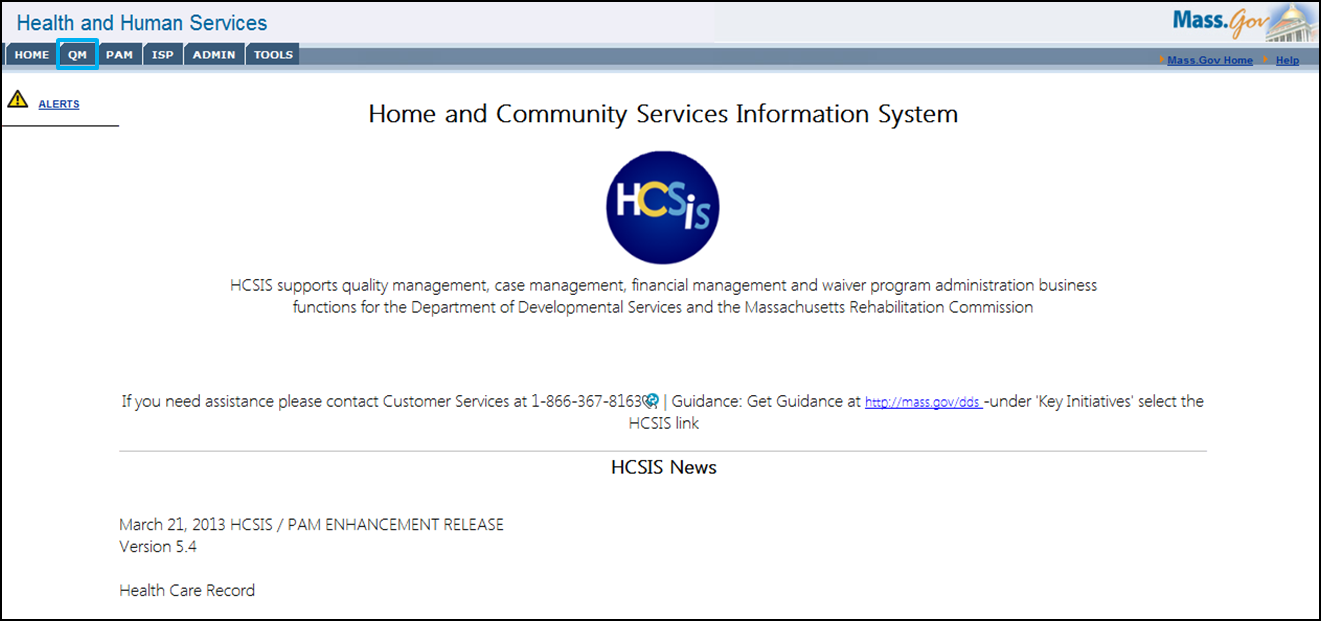 Health and Human Services
Mass.Gov
HOME QM PAM ISP ADMIN TOOLS
Mass.Gov Home Help
ALERTS
Home and Community Services Information System
HCSiS
HCSIS supports quality management, case management, financial management and waiver program administration business
functions for the Department of Developmental Services and the Massachusetts Rehabilitation Commission
If you need assistance please contact Customer Services at 1-866-367-8163 | Guidance: Get Guidance at http://mass.gov/dds -under 'Key Initiatives' select the
HCSIS link
HCSIS News
March 21, 2013 HCSIS / PAM ENHANCEMENT RELEASE
Version 5.4
Health Care Record